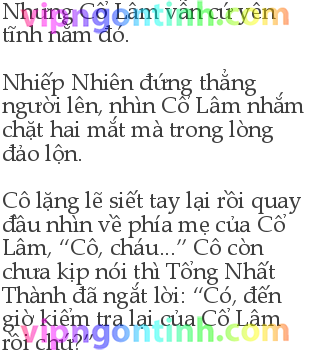 Nhưng Cổ Lâm vẫn cứ yên
tĩnh nằm đó.
Nhiếp Nhiên đứng thẳng
người lên, nhìn Cổ Lâm nhắm
chặt hai mắt mà trong lòng
đảo lộn.
Cô lặng lẽ siết tay lại rồi quay
đầu nhìn về phía mẹ của Cổ
Lâm, “Cô, cháu...” Cô còn
chưa kịp nói thì Tổng Nhất
Thành đã ngắt lời: “Có, đến
giờ kiểm tra lại của Cổ Lâm
rồi chứ?”
vipngontinh.com
vipngontinh.com